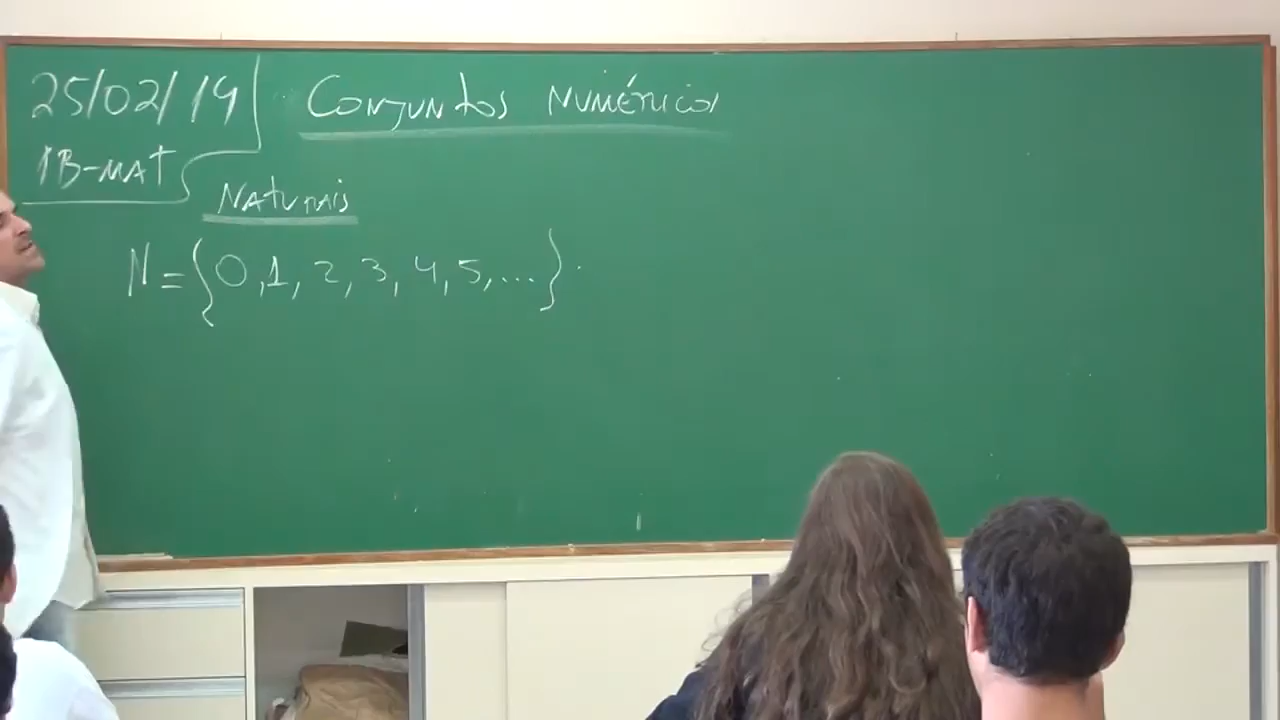 25/02/19
Conjuntos Numéricos
1B-MAT
Naturais
N={0,1,2,3,4,5,...}.